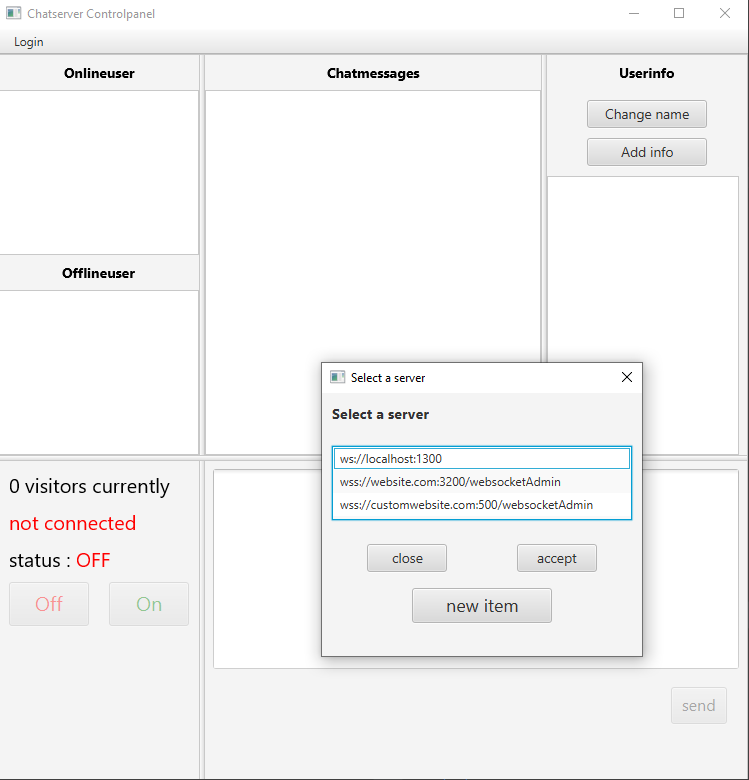 Chatserver Controlpanel
Login
Onlineuser
Chatmessages
Userinfo
Change name
Add info
Offlineuser
Select a server
Select a server
ws://localhost:1300
wss://website.com:3200/websocketAdmin
wss://customwebsite.com:500/websocketAdmin
close
accept
new item
0 visitors currently
not connected
status : OFF
Off
On
send